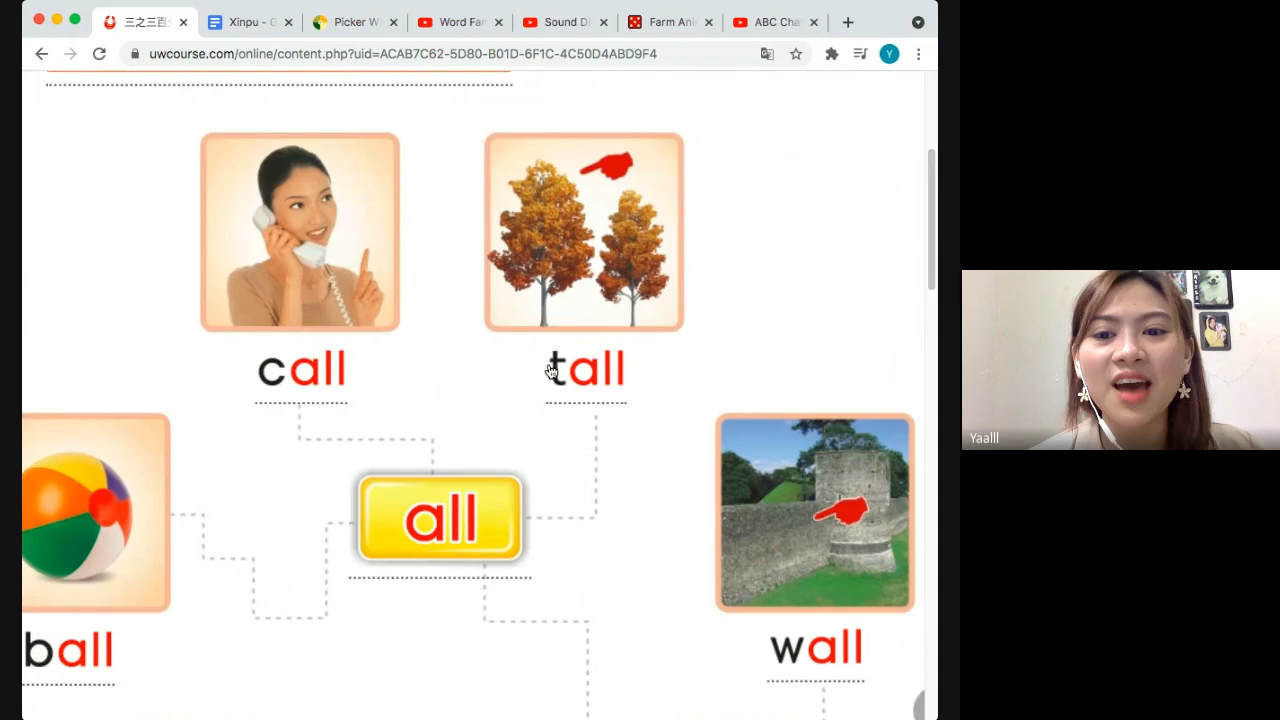 三之三百
Xinpu - G
Picker W
Word Fan
Sound Di
Farm Ani
ABC Cha
uwcourse.com/online/content.php?uid=ACAB7C62-5D80-B01D-6F1C-4C50D4ABD9F4
Y
call
tall
all
ball
wall
Yaalll